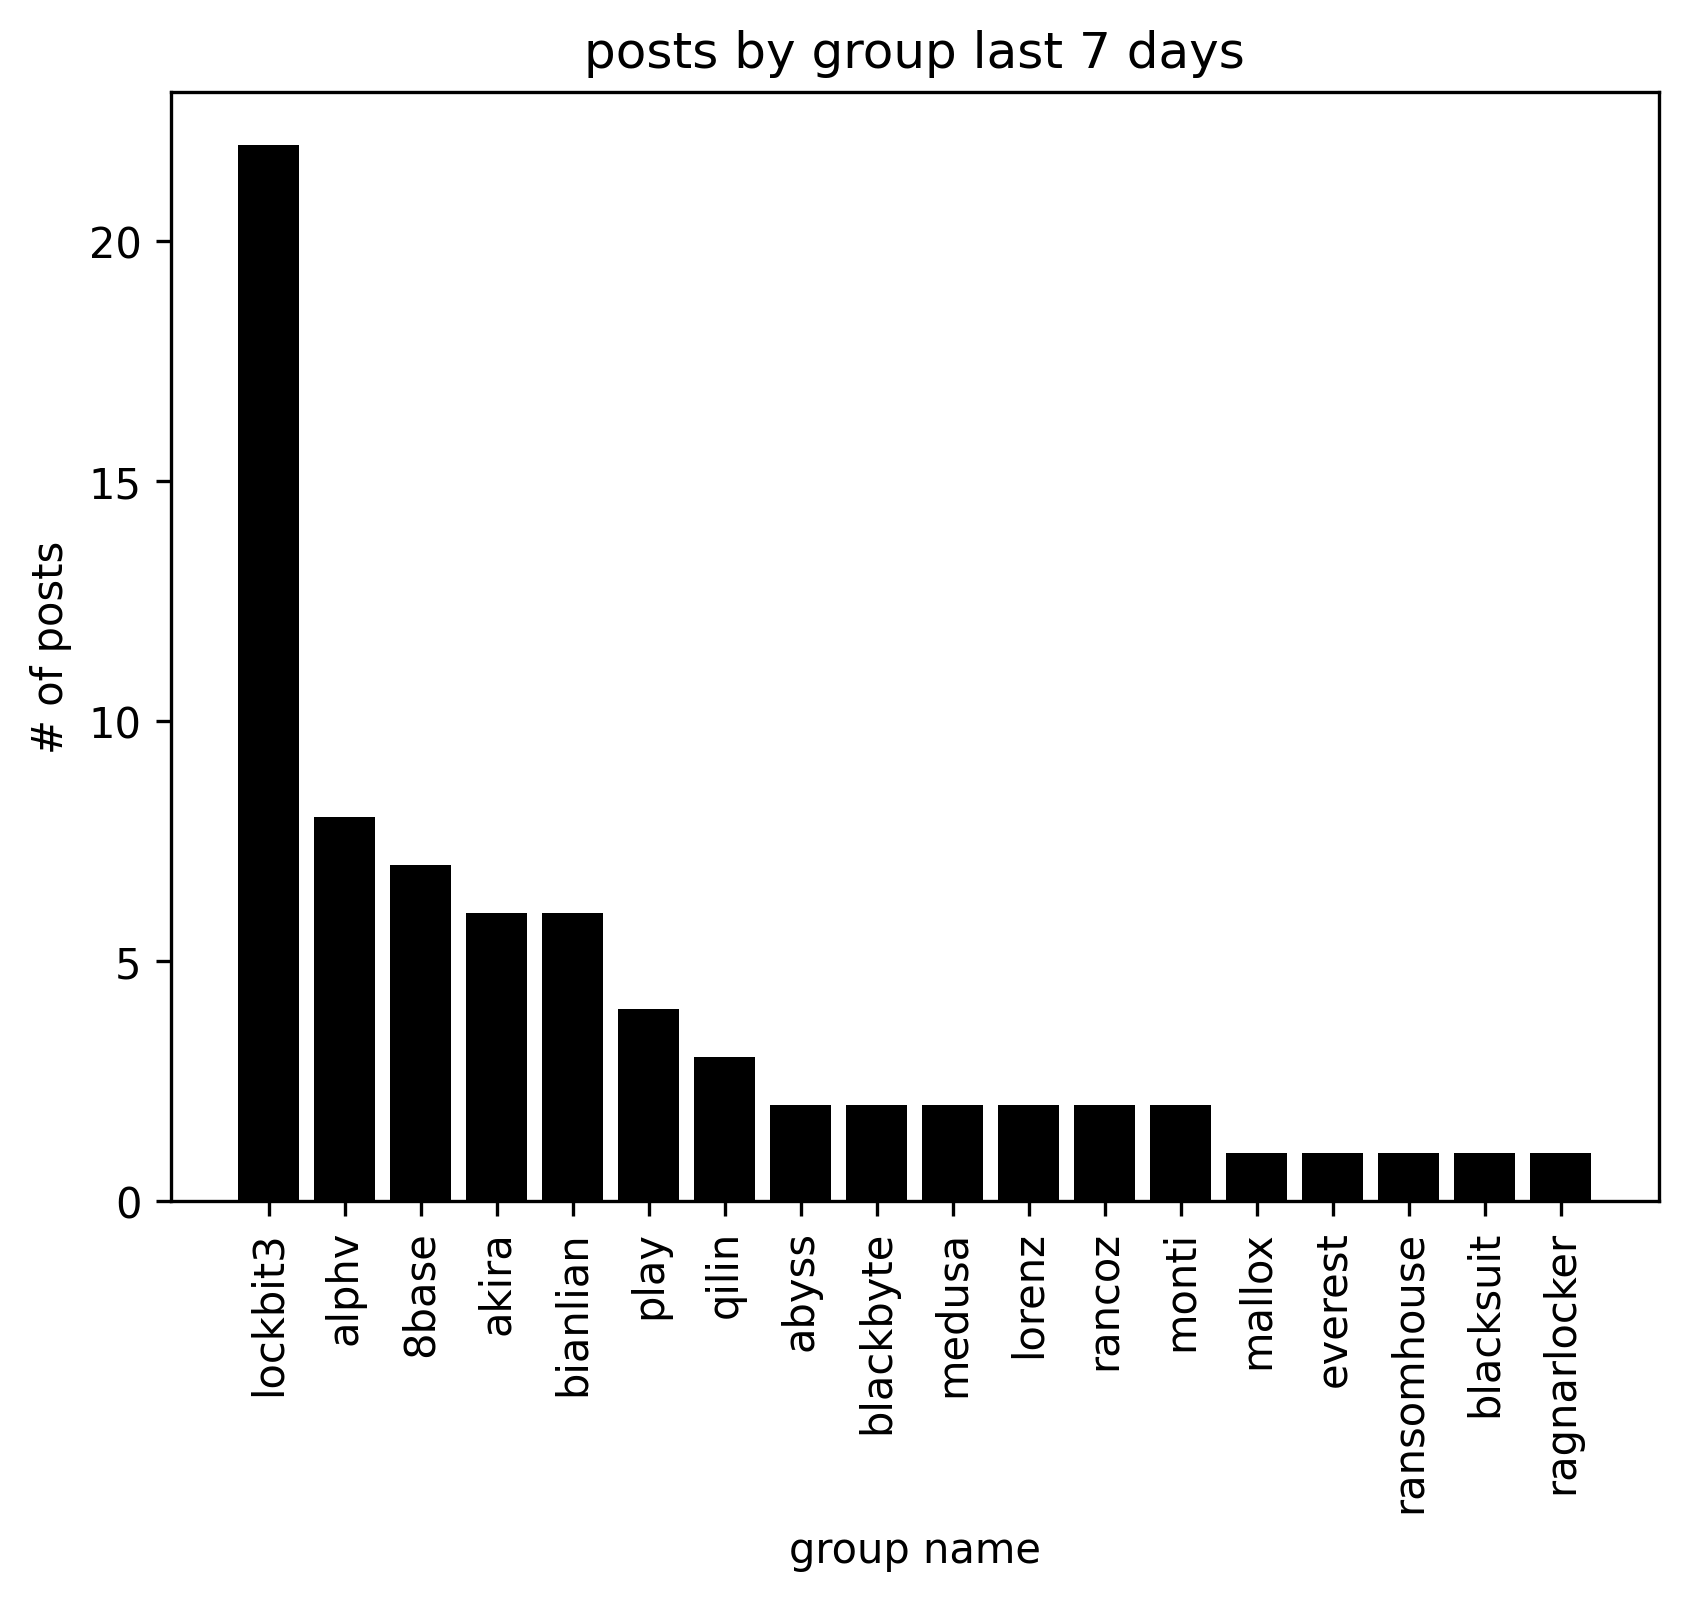 posts by group last 7 days
# of posts
20
15
10
5
0
lockbit3
alphv
8base
akira
bianlian
play
qilin
abyss
blackbyte
medusa
lorenz
rancoz
monti
mallox
everest
ransomhouse
blacksuit
ragnarlocker
group name